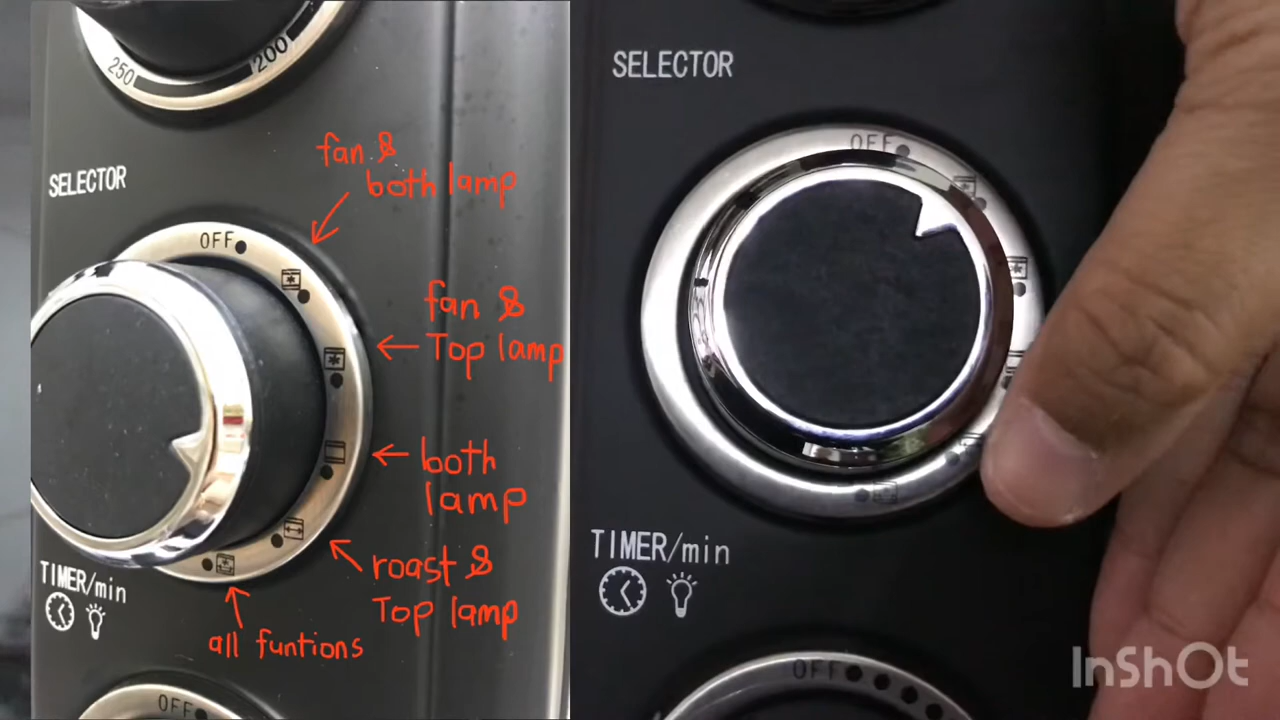 250
200
SELECTOR
OFF
fan &
both lamp
fan &
Top lamp
both
lamp
roast &
Top lamp
all funtions
TIMER/min
OFF
SELECTOR
OFF
TIMER/min
OFF
InShOt